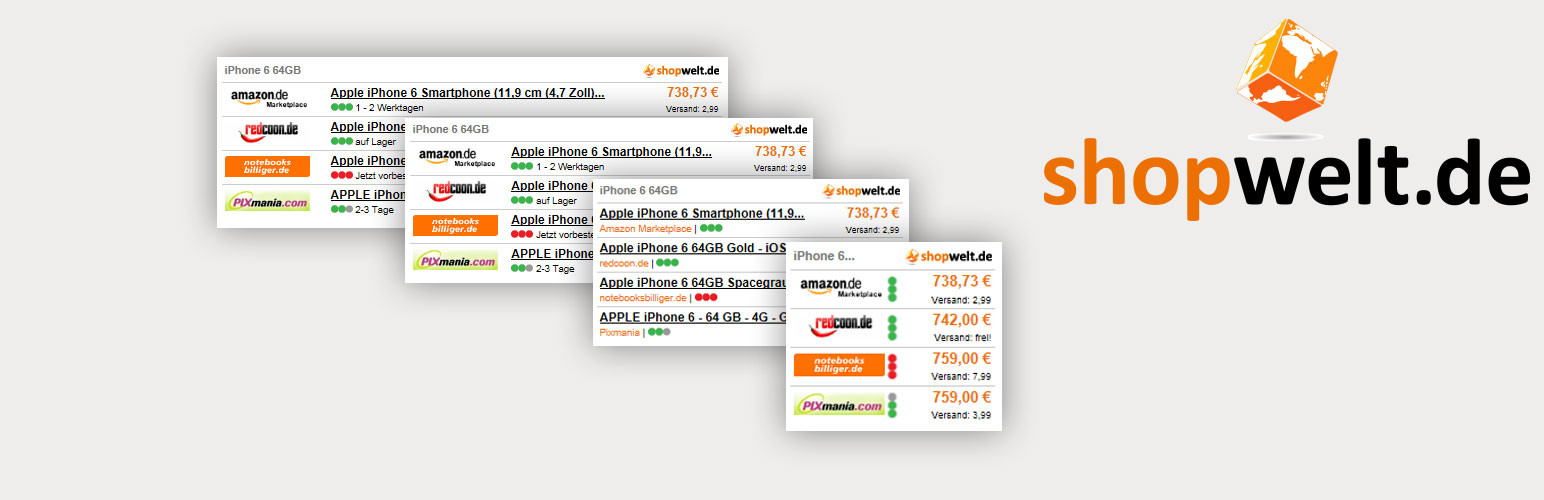 iPhone 6 64GB
shopwelt.de
amazon.de
Marketplace
Apple iPhone 6 Smartphone (11,9 cm (4,7 Zoll)...
738,73 €
1 - 2 Werktagen
Versand: 2,99
redcoon.de
Apple iPhone
auf Lager
notebooks
billiger.de
Apple iPho
Jetzt vorbeste
PIXmania.com
APPLE iPhon
2-3 Tage
iPhone 6 64GB
shopwelt.de
amazon.de
Marketplace
Apple iPhone 6 Smartphone (11,9...
738,73 €
1 - 2 Werktagen
Versand: 2,99
redcoon.de
Apple iPho
auf Lager
notebooks
billiger.de
Apple iPho
Jetzt vorbeste
PIXmania.com
APPLE iPhone
2-3 Tage
iPhone 6 64GB
shopwelt.de
Apple iPhone 6 Smartphone (11,9...
738,73 €
Amazon Marketplace |
Versand: 2,99
Apple iPhone 6 64GB Gold - iOS
redcoon.de |
Apple iPhone 6 64GB Spacegrau
notebooksbilliger.de |
APPLE iPhone 6 - 64 GB - 4G - G
Pixmania |
iPhone 6...
shopwelt.de
amazon.de
Marketplace
738,73 €
Versand: 2,99
redcoon.de
742,00 €
Versand: frei!
notebooks
billiger.de
759,00 €
Versand: 7,99
PIXmania.com
759,00 €
Versand: 3,99
shopwelt.de